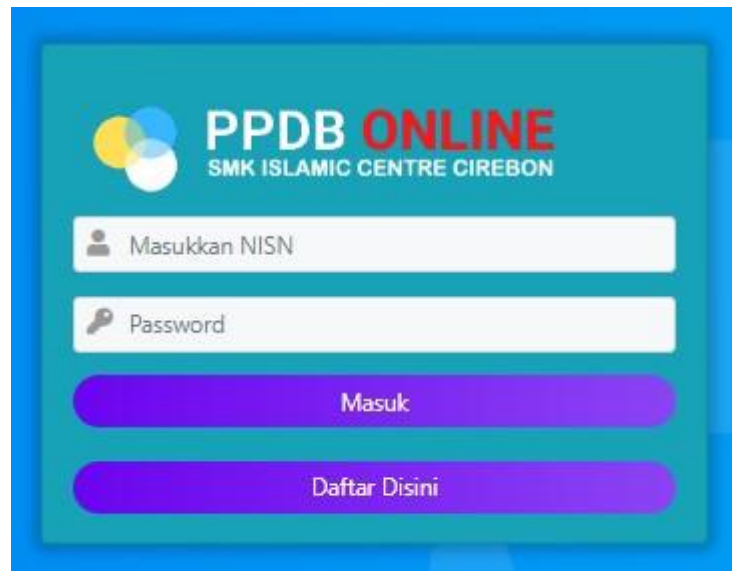 PPDB ONLINE
SMK ISLAMIC CENTRE CIREBON
Masukkan NISN
Password
Masuk
Daftar Disini